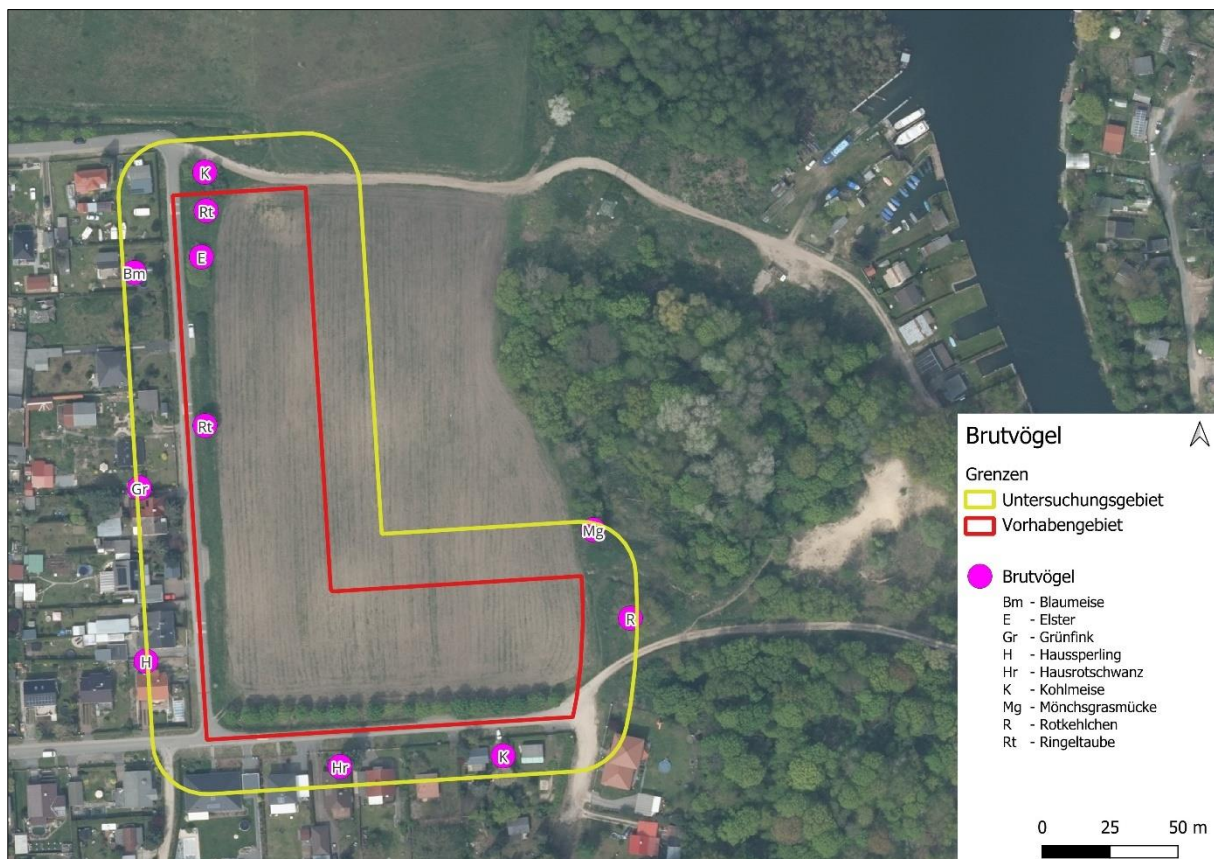 K
Rt
E
Bm
Rt
Gr
Mg
R
H
Hr
K
Brutvögel
Grenzen
Untersuchungsgebiet
Vorhabengebiet
Brutvögel
Bm - Blaumeise
E - Elster
Gr - Grünfink
H - Haussperling
Hr - Hausrotschwanz
K - Kohlmeise
Mg - Mönchsgrasmücke
R - Rotkehlchen
Rt - Ringeltaube
0 25 50 m